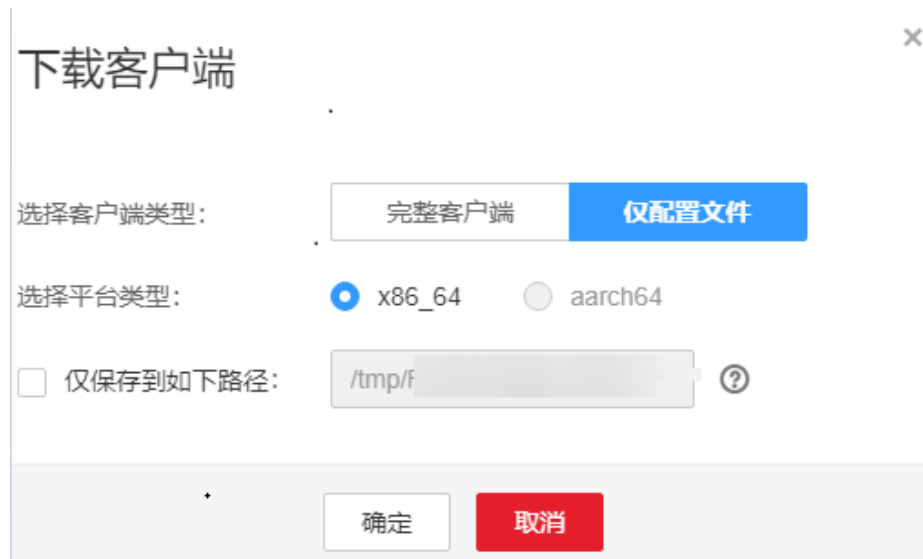 下载客户端
选择客户端类型: 完整客户端 仅配置文件
选择平台类型: x86_64 aarch64
仅保存到如下路径: /tmp/
确定 取消